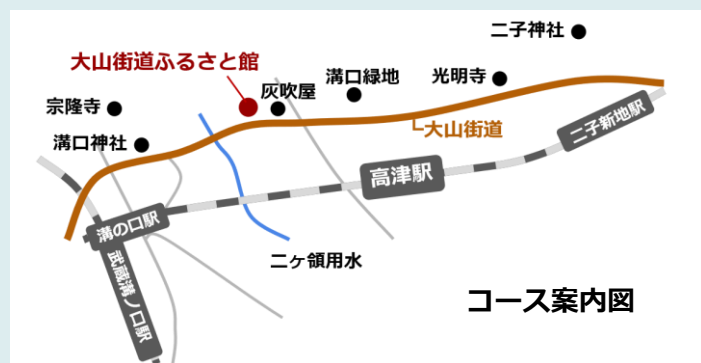 二子神社
大山街道ふるさと館
灰吹屋
溝口緑地
光明寺
宗隆寺
溝口神社
大山街道
二子新地駅
高津駅
溝の口駅
武蔵溝ノ口駅
二ヶ領用水
コース案内図